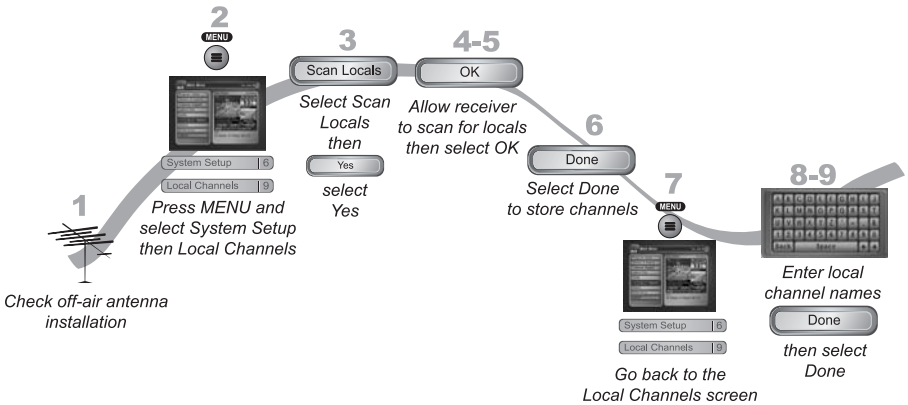 1
Check off-air antenna
installation
2
MENU
System Setup 6
Local Channels 9
Press MENU and
select System Setup
then Local Channels
3
Scan Locals
Select Scan
Locals
then
Yes
select
Yes
4-5
OK
Allow receiver
to scan for locals
then select OK
6
Done
Select Done
to store channels
7
MENU
System Setup 6
Local Channels 9
Go back to the
Local Channels screen
8-9
Space
Enter local
channel names
Done
then select
Done